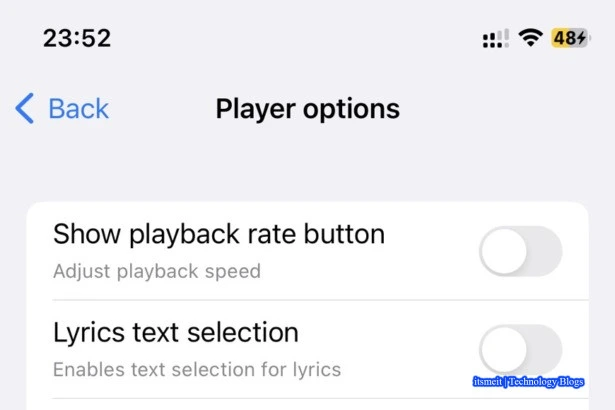 23:52
48
Back
Player options
Show playback rate button
Adjust playback speed
Lyrics text selection
Enables text selection for lyrics
itsmeit | Technology Blogs